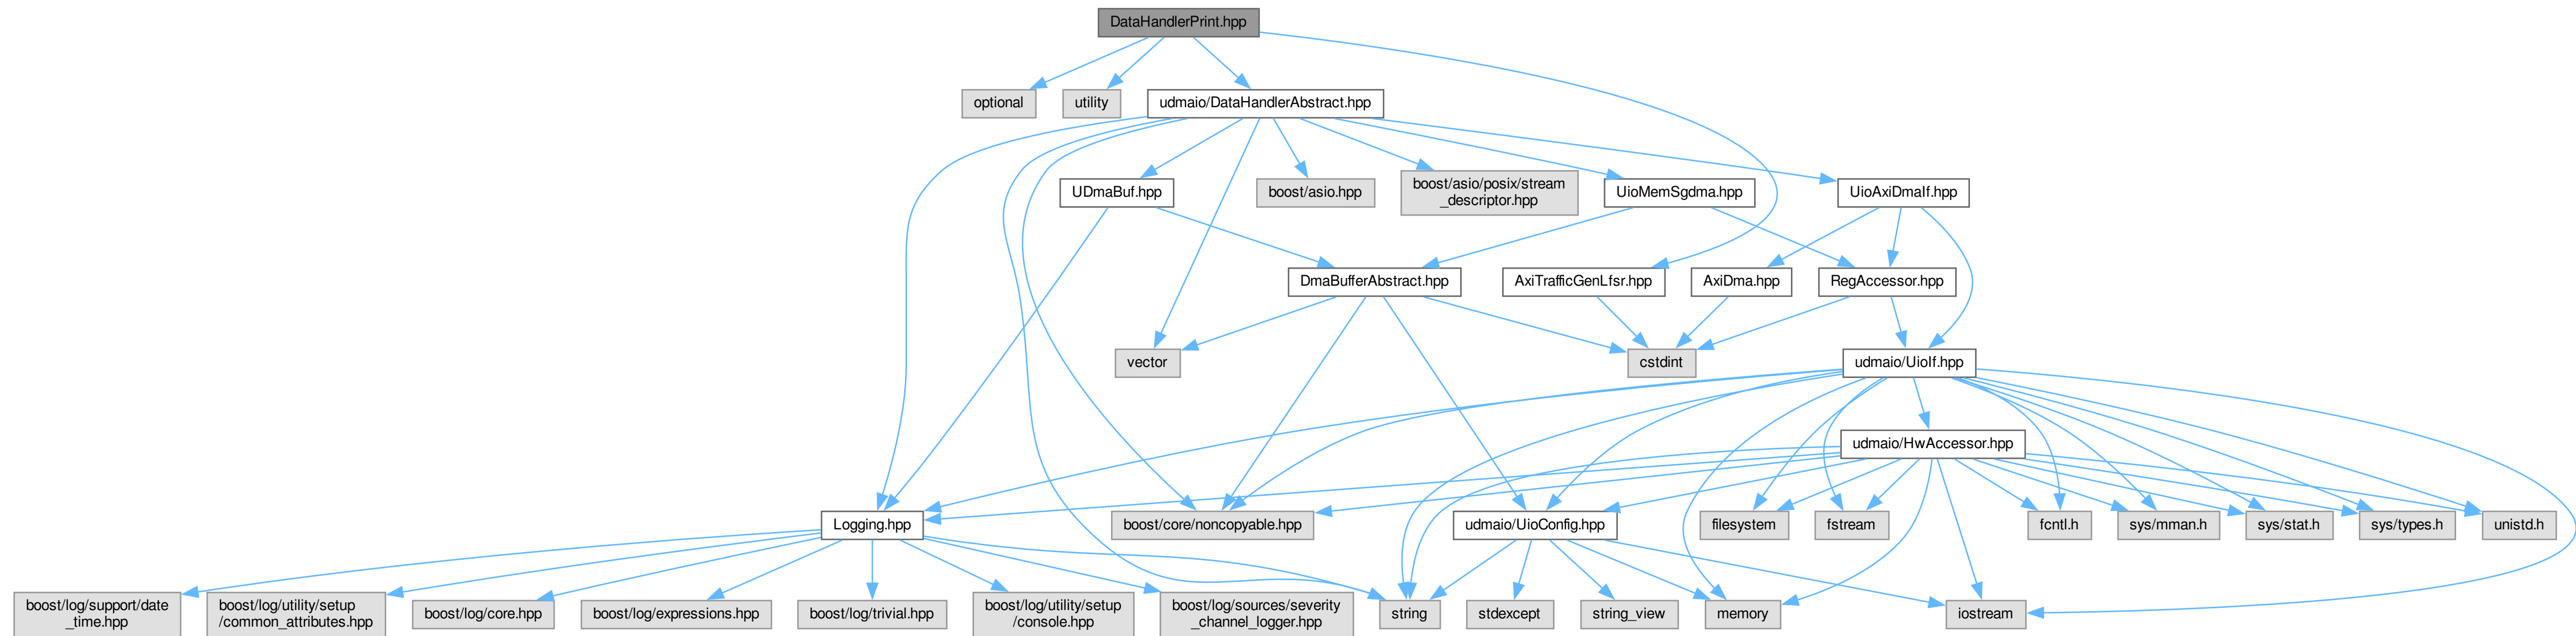 DataHandlerPrint.hpp
optional
utility
udmaio/DataHandlerAbstract.hpp
UDmaBuf.hpp
boost/asio.hpp
boost/asio/posix/stream
_descriptor.hpp
UioMemSgdma.hpp
UioAxiDmaIf.hpp
DmaBufferAbstract.hpp
AxiTrafficGenLfsr.hpp
AxiDma.hpp
RegAccessor.hpp
vector
cstdint
udmaio/UioIf.hpp
udmaio/HwAccessor.hpp
Logging.hpp
boost/core/noncopyable.hpp
udmaio/UioConfig.hpp
filesystem
fstream
fcntl.h
sys/mman.h
sys/stat.h
sys/types.h
unistd.h
boost/log/support/date
_time.hpp
boost/log/utility/setup
/common_attributes.hpp
boost/log/core.hpp
boost/log/expressions.hpp
boost/log/trivial.hpp
boost/log/utility/setup
/console.hpp
boost/log/sources/severity
_channel_logger.hpp
string
stdexcept
string_view
memory
iostream